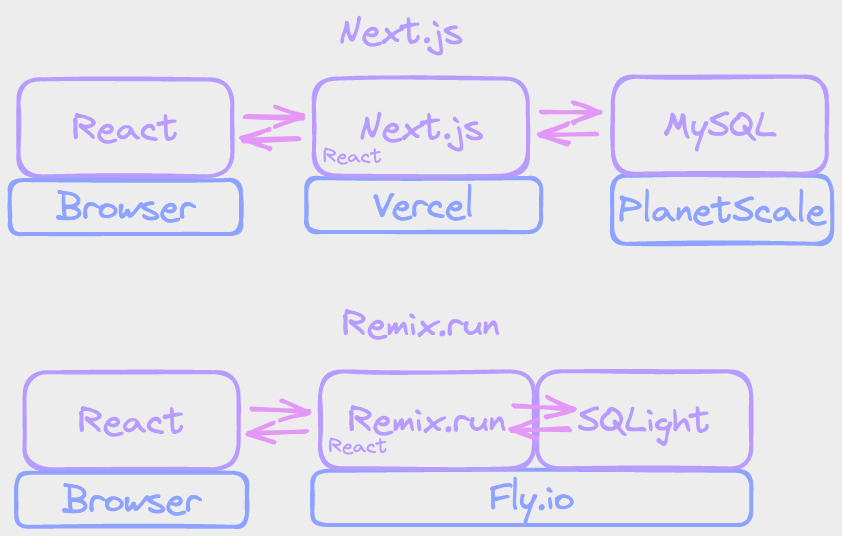 Next.js
React
Next.js
React
MySQL
Browser
Vercel
PlanetScale
Remix.run
React
Remix.run
React
SQLight
Browser
Fly.io